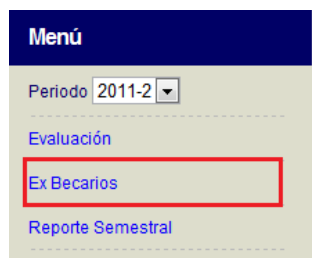 Menú
Periodo 2011-2
Evaluación
Ex Becarios
Reporte Semestral